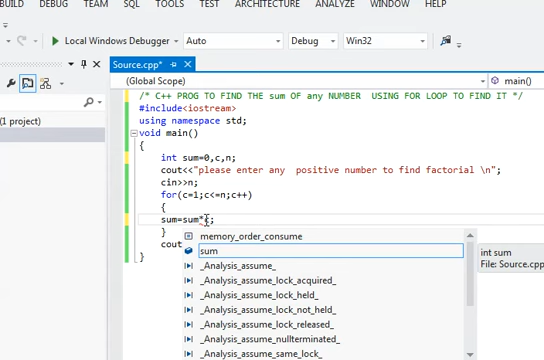 BUILD DEBUG TEAM SQL TOOLS TEST ARCHITECTURE ANALYZE WINDOW HELP
Local Windows Debugger Auto Debug Win32
Source.cpp*
(Global Scope) main()
/* C++ PROG TO FIND THE sum OF any NUMBER USING FOR LOOP TO FIND IT */
#include<iostream>
using namespace std;
void main()
{
int sum=0,c,n;
cout<<"please enter any positive number to find factorial \n";
cin>>n;
for(c=1;c<=n;c++)
{
sum=sum*c;
}
cout
}
(1 project)
memory_order_consume
sum
_Analysis_assume_
_Analysis_assume_lock_acquired_
_Analysis_assume_lock_held_
_Analysis_assume_lock_not_held_
_Analysis_assume_lock_released_
_Analysis_assume_nullterminated_
_Analysis_assume_same_lock_
int sum
File: Source.cpp